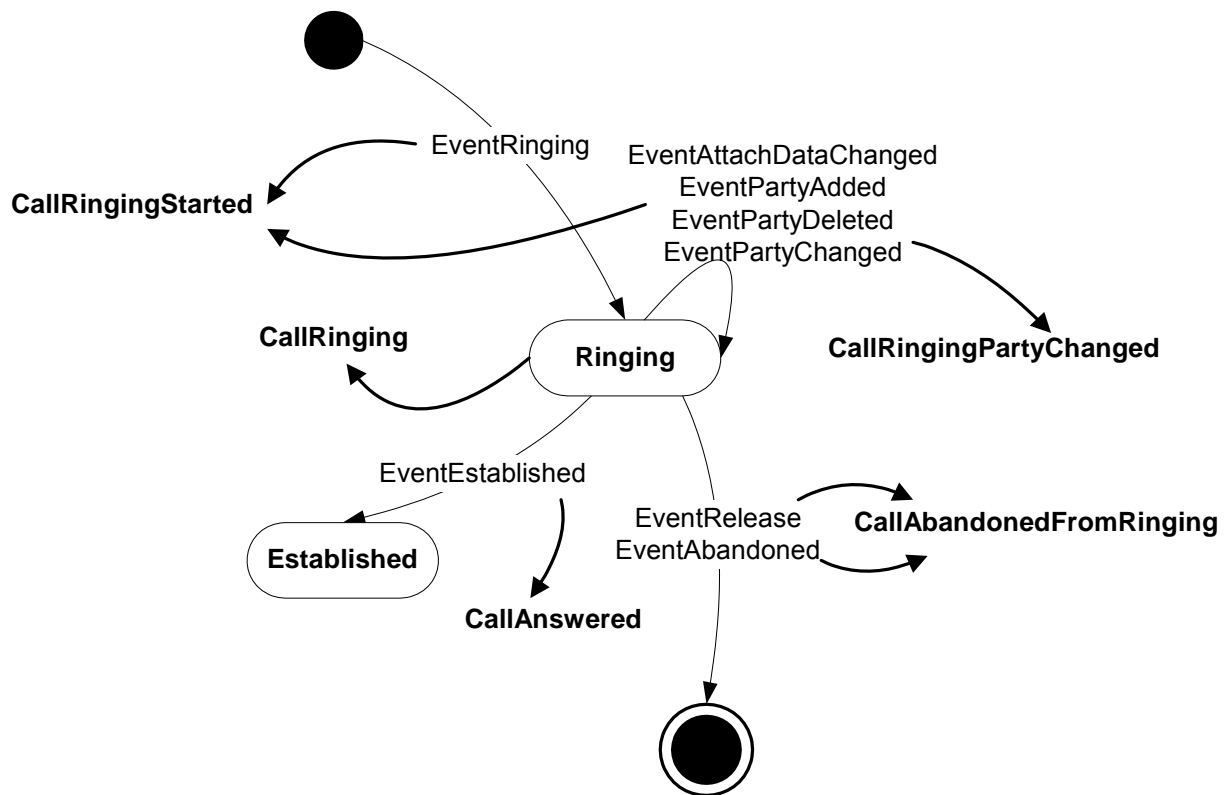 EventRinging
EventAttachDataChanged
EventPartyAdded
EventPartyDeleted
EventPartyChanged
CallRingingStarted
CallRinging
Ringing
CallRingingPartyChanged
EventEstablished
EventRelease
EventAbandoned
CallAbandonedFromRinging
Established
CallAnswered